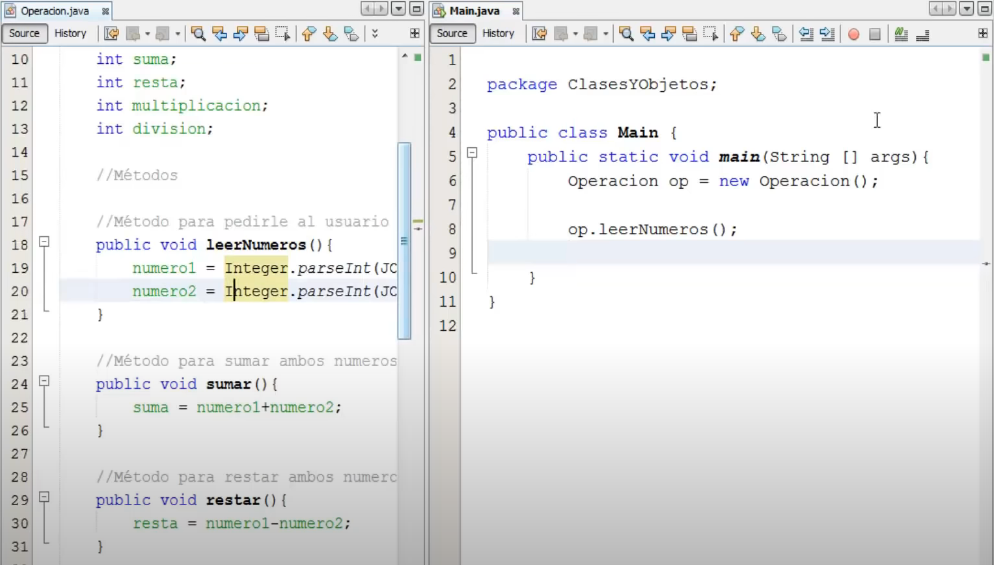 Operacion.java
Source History
10 int suma;
11 int resta;
12 int multiplicacion;
13 int division;
14
15 //Métodos
16
17 //Método para pedirle al usuario
18 public void leerNumeros(){
19 numero1 = Integer.parseInt(JO
20 numero2 = Integer.parseInt(JO
21 }
22
23 //Método para sumar ambos numeros
24 public void sumar(){
25 suma = numero1+numero2;
26 }
27
28 //Método para restar ambos numero
29 public void restar(){
30 resta = numero1-numero2;
31 }
Main.java
Source History
1
2 package ClasesYObjetos;
3
4 public class Main {
5 public static void main(String [] args){
6 Operacion op = new Operacion();
7
8 op.leerNumeros();
9
10 }
11 }
12